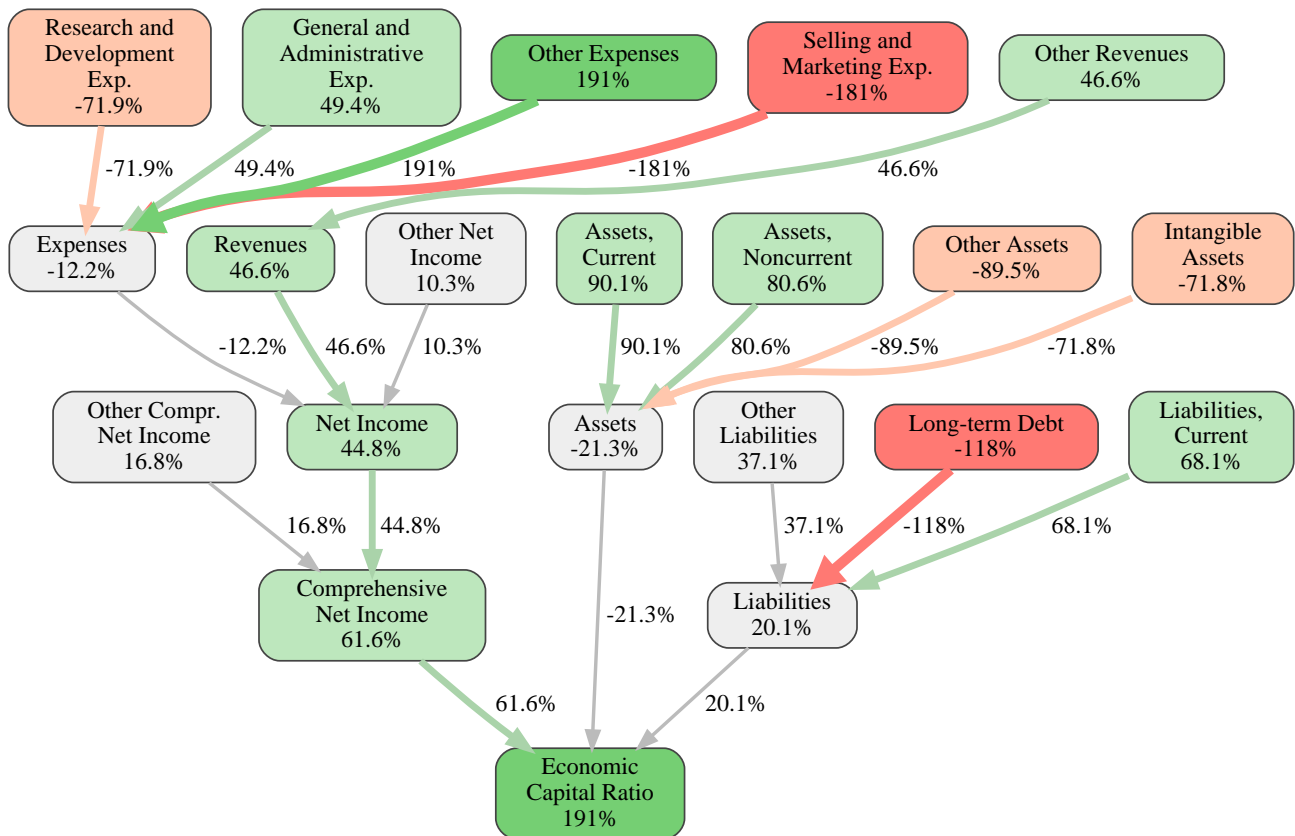 Research and
Development
Exp.
-71.9%
General and
Administrative
Exp.
49.4%
Other Expenses
191%
Selling and
Marketing Exp.
-181%
Other Revenues
46.6%
-71.9%
49.4%
191%
-181%
46.6%
Expenses
-12.2%
Revenues
46.6%
Other Net
Income
10.3%
Assets,
Current
90.1%
Assets,
Noncurrent
80.6%
Other Assets
-89.5%
Intangible
Assets
-71.8%
-12.2%
46.6%
10.3%
90.1%
80.6%
-89.5%
-71.8%
Other Compr.
Net Income
16.8%
Net Income
44.8%
Assets
-21.3%
Other
Liabilities
37.1%
Long-term Debt
-118%
Liabilities,
Current
68.1%
16.8%
44.8%
37.1%
-118%
68.1%
Comprehensive
Net Income
61.6%
-21.3%
Liabilities
20.1%
61.6%
20.1%
Economic
Capital Ratio
191%